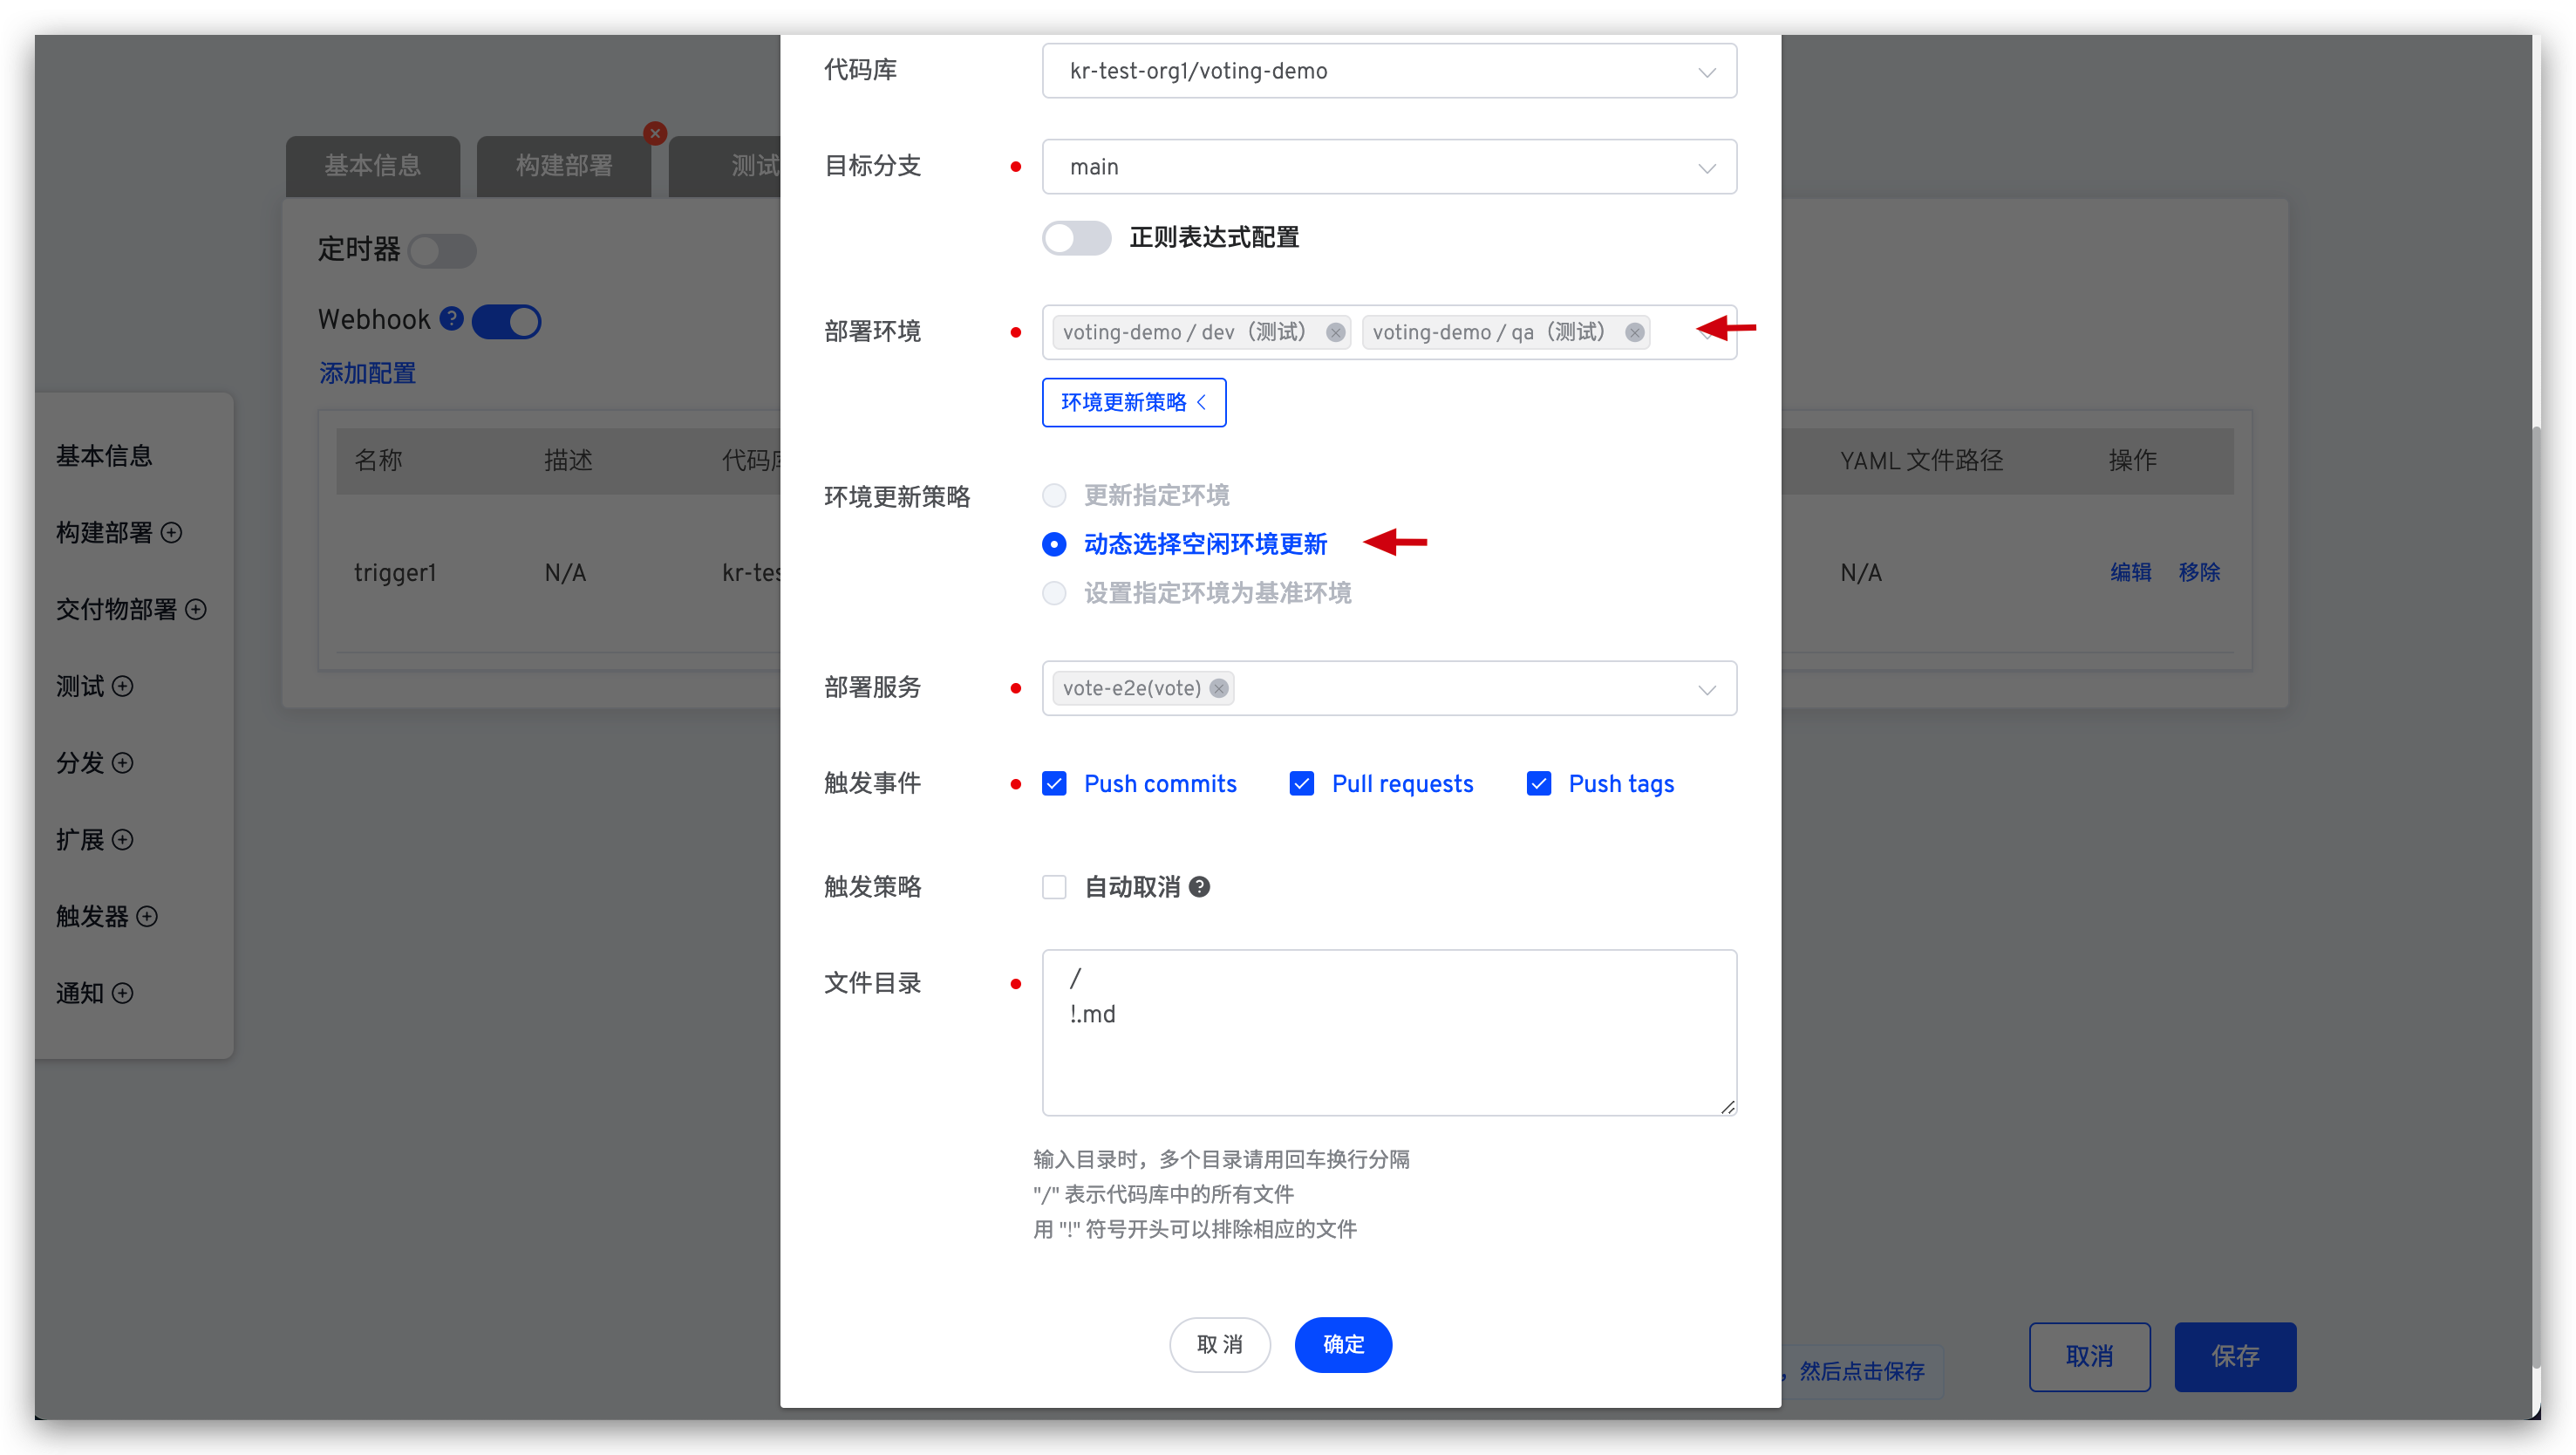 代码库
kr-test-org1/voting-demo
基本信息
构建部署
测试
目标分支
main
正则表达式配置
定时器
Webhook ?
添加配置
部署环境
voting-demo / dev（测试）
voting-demo / qa（测试）
环境更新策略 <
名称
描述
YAML 文件路径
操作
环境更新策略
更新指定环境
动态选择空闲环境更新
设置指定环境为基准环境
trigger1
N/A
N/A
编辑
移除
基本信息
构建部署
交付物部署
测试
分发
扩展
触发器
通知
部署服务
vote-e2e(vote)
触发事件
Push commits
Pull requests
Push tags
触发策略
自动取消 ?
文件目录
/
!.md
输入目录时，多个目录请用回车换行分隔
"/" 表示代码库中的所有文件
用 "!" 符号开头可以排除相应的文件
取 消
确定
，然后点击保存
取消
保存